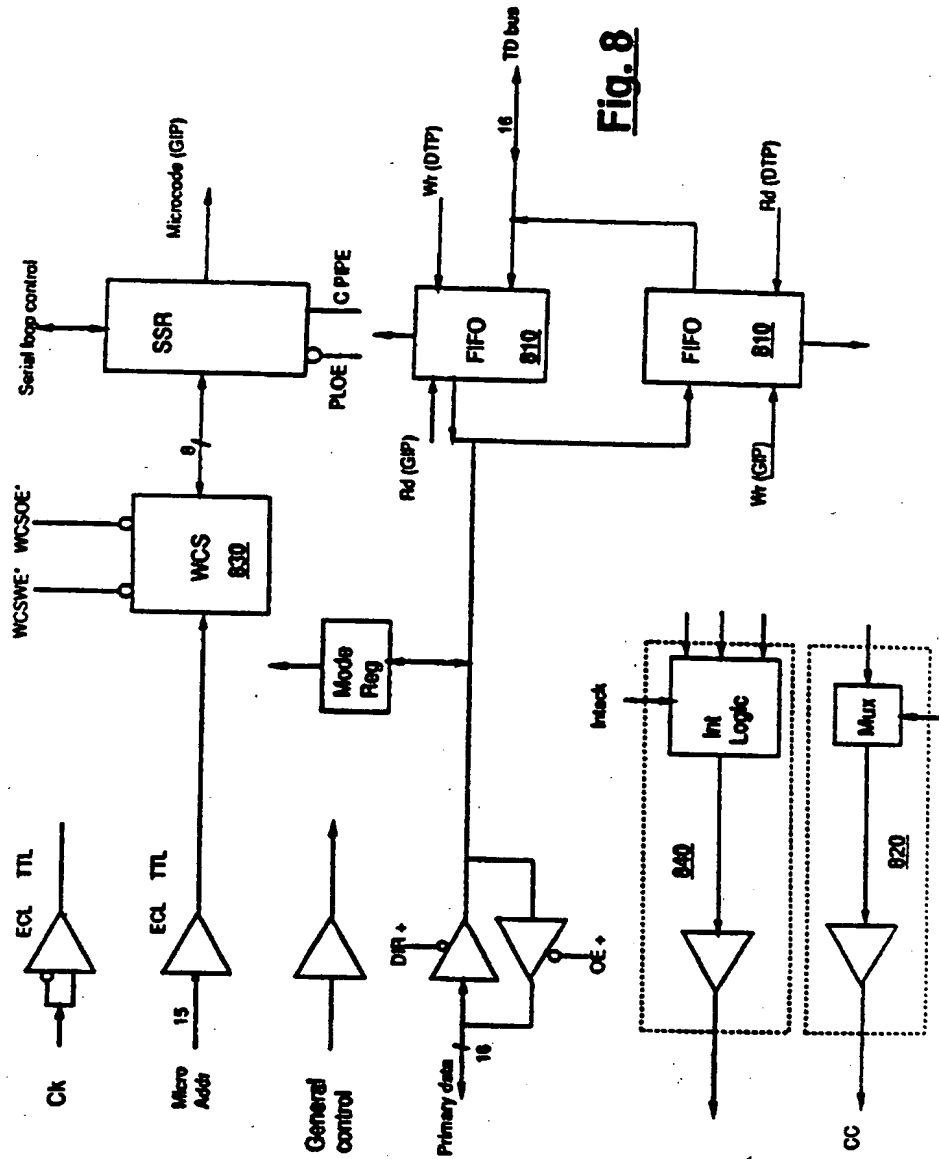 Ck
ECL TTL
15
Micro
Addr
ECL TTL
WCSWE* WCSOE*
WCS
830
8
Serial loop control
SSR
Microcode (GIP)
PLOE
C PIPE
General
control
Mode
Reg
Primary data
16
DIR +
OE +
Rd (GIP)
FIFO
810
Wr (DTP)
16
TD bus
FIFO
810
Wr (GIP)
Rd (DTP)
Intack
Int
Logic
840
Mux
820
CC
Fig. 8